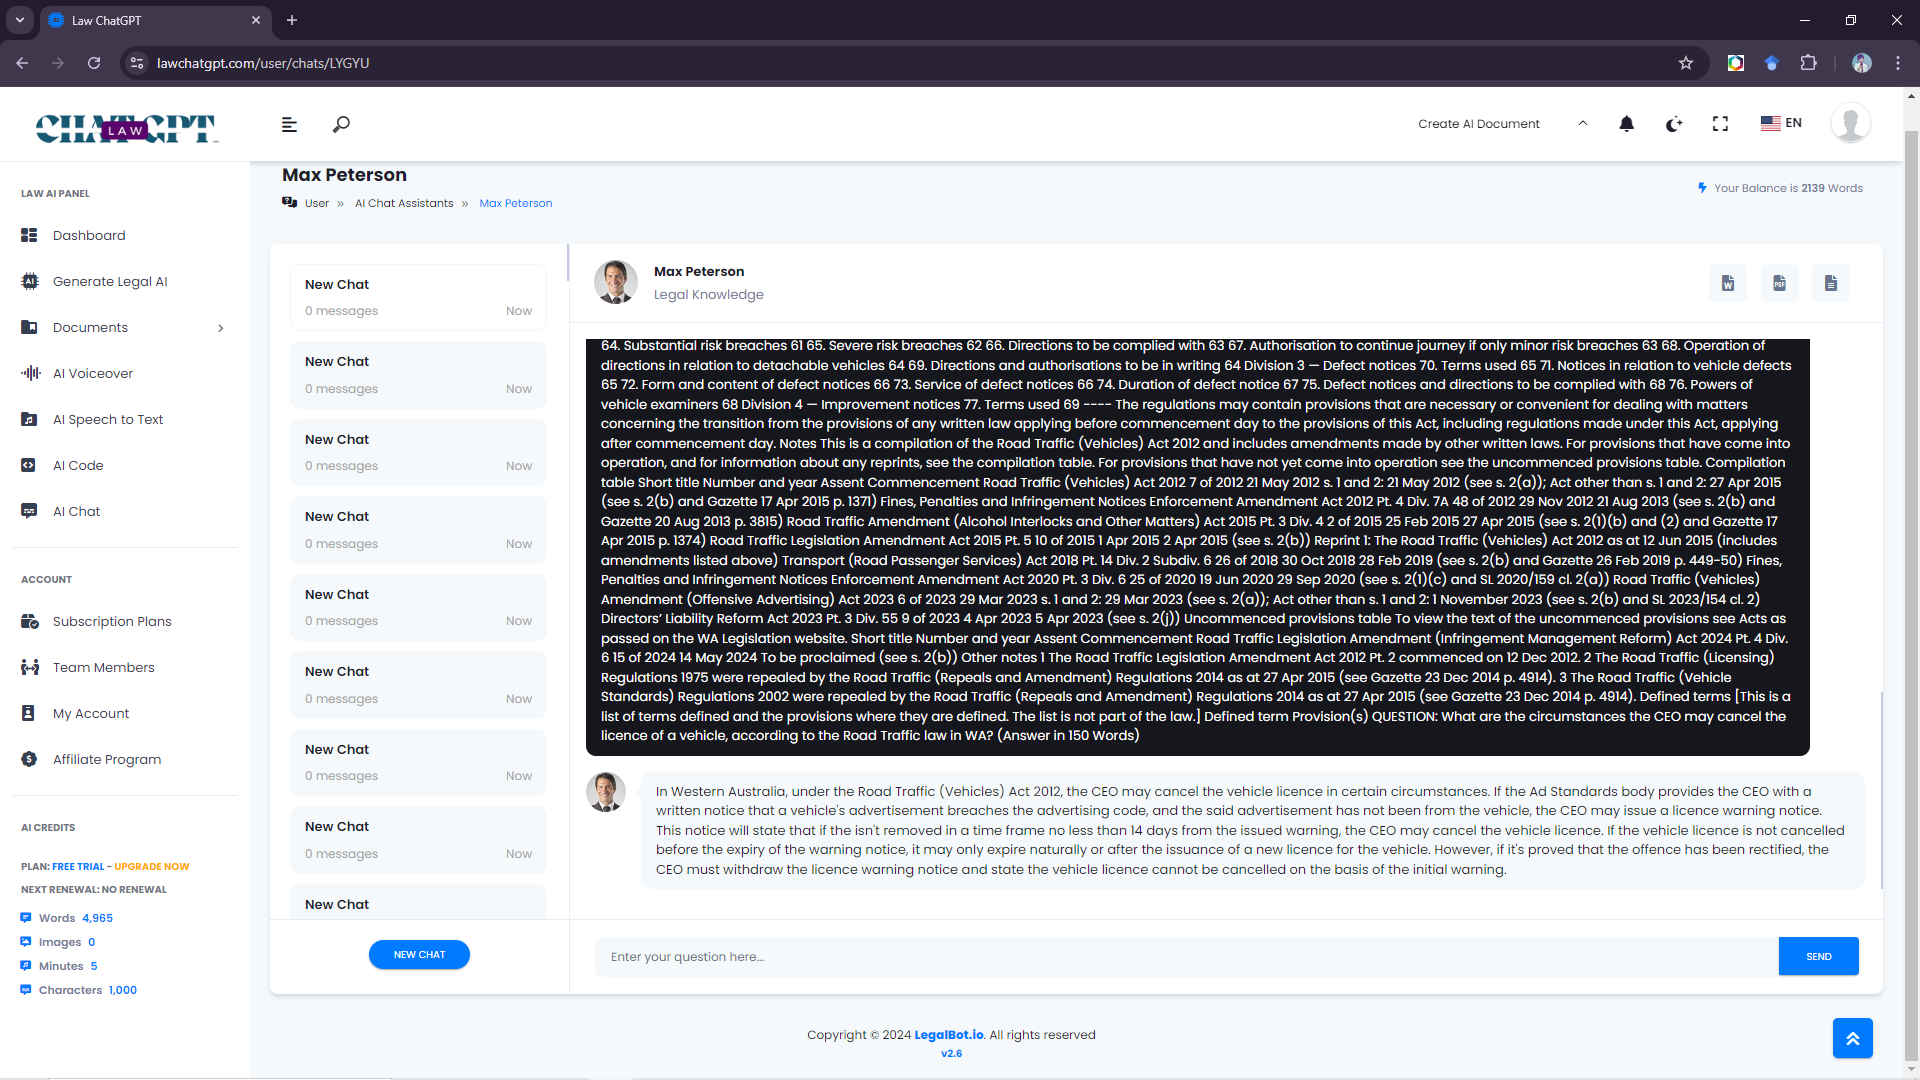 Law ChatGPT
lawchatgpt.com/user/chats/LYGYU
CHATGPT
LAW
Create AI Document
EN
LAW AI PANEL
Dashboard
Generate Legal AI
Documents
AI Voiceover
AI Speech to Text
AI Code
AI Chat
ACCOUNT
Subscription Plans
Team Members
My Account
Affiliate Program
AI CREDITS
PLAN: FREE TRIAL - UPGRADE NOW
NEXT RENEWAL: NO RENEWAL
Words 4,965
Images 0
Minutes 5
Characters 1,000
Max Peterson
User » AI Chat Assistants » Max Peterson
Your Balance is 2139 Words
New Chat
0 messages Now
New Chat
0 messages Now
New Chat
0 messages Now
New Chat
0 messages Now
New Chat
0 messages Now
New Chat
0 messages Now
New Chat
0 messages Now
New Chat
0 messages Now
New Chat
NEW CHAT
Max Peterson
Legal Knowledge
64. Substantial risk breaches 61 65. Severe risk breaches 62 66. Directions to be complied with 63 67. Authorisation to continue journey if only minor risk breaches 63 68. Operation of
directions in relation to detachable vehicles 64 69. Directions and authorisations to be in writing 64 Division 3 — Defect notices 70. Terms used 65 71. Notices in relation to vehicle defects
65 72. Form and content of defect notices 66 73. Service of defect notices 66 74. Duration of defect notice 67 75. Defect notices and directions to be complied with 68 76. Powers of
vehicle examiners 68 Division 4 — Improvement notices 77. Terms used 69 ---- The regulations may contain provisions that are necessary or convenient for dealing with matters
concerning the transition from the provisions of any written law applying before commencement day to the provisions of this Act, including regulations made under this Act, applying
after commencement day. Notes This is a compilation of the Road Traffic (Vehicles) Act 2012 and includes amendments made by other written laws. For provisions that have come into
operation, and for information about any reprints, see the compilation table. For provisions that have not yet come into operation see the uncommenced provisions table. Compilation
table Short title Number and year Assent Commencement Road Traffic (Vehicles) Act 2012 7 of 2012 21 May 2012 s. 1 and 2: 21 May 2012 (see s. 2(a)); Act other than s. 1 and 2: 27 Apr 2015
(see s. 2(b) and Gazette 17 Apr 2015 p. 1371) Fines, Penalties and Infringement Notices Enforcement Amendment Act 2012 Pt. 4 Div. 7A 48 of 2012 29 Nov 2012 21 Aug 2013 (see s. 2(b) and
Gazette 20 Aug 2013 p. 3815) Road Traffic Amendment (Alcohol Interlocks and Other Matters) Act 2015 Pt. 3 Div. 4 2 of 2015 25 Feb 2015 27 Apr 2015 (see s. 2(1)(b) and (2) and Gazette 17
Apr 2015 p. 1374) Road Traffic Legislation Amendment Act 2015 Pt. 5 10 of 2015 1 Apr 2015 2 Apr 2015 (see s. 2(b)) Reprint 1: The Road Traffic (Vehicles) Act 2012 as at 12 Jun 2015 (includes
amendments listed above) Transport (Road Passenger Services) Act 2018 Pt. 14 Div. 2 Subdiv. 6 26 of 2018 30 Oct 2018 28 Feb 2019 (see s. 2(b) and Gazette 26 Feb 2019 p. 449-50) Fines,
Penalties and Infringement Notices Enforcement Amendment Act 2020 Pt. 3 Div. 6 25 of 2020 19 Jun 2020 29 Sep 2020 (see s. 2(1)(c) and SL 2020/159 cl. 2(a)) Road Traffic (Vehicles)
Amendment (Offensive Advertising) Act 2023 6 of 2023 29 Mar 2023 s. 1 and 2: 29 Mar 2023 (see s. 2(a)); Act other than s. 1 and 2: 1 November 2023 (see s. 2(b) and SL 2023/154 cl. 2)
Directors’ Liability Reform Act 2023 Pt. 3 Div. 55 9 of 2023 4 Apr 2023 5 Apr 2023 (see s. 2(j)) Uncommenced provisions table To view the text of the uncommenced provisions see Acts as
passed on the WA Legislation website. Short title Number and year Assent Commencement Road Traffic Legislation Amendment (Infringement Management Reform) Act 2024 Pt. 4 Div.
6 15 of 2024 14 May 2024 To be proclaimed (see s. 2(b)) Other notes 1 The Road Traffic Legislation Amendment Act 2012 Pt. 2 commenced on 12 Dec 2012. 2 The Road Traffic (Licensing)
Regulations 1975 were repealed by the Road Traffic (Repeals and Amendment) Regulations 2014 as at 27 Apr 2015 (see Gazette 23 Dec 2014 p. 4914). 3 The Road Traffic (Vehicle
Standards) Regulations 2002 were repealed by the Road Traffic (Repeals and Amendment) Regulations 2014 as at 27 Apr 2015 (see Gazette 23 Dec 2014 p. 4914). Defined terms [This is a
list of terms defined and the provisions where they are defined. The list is not part of the law.] Defined term Provision(s) QUESTION: What are the circumstances the CEO may cancel the
licence of a vehicle, according to the Road Traffic law in WA? (Answer in 150 Words)
In Western Australia, under the Road Traffic (Vehicles) Act 2012, the CEO may cancel the vehicle licence in certain circumstances. If the Ad Standards body provides the CEO with a
written notice that a vehicle's advertisement breaches the advertising code, and the said advertisement has not been from the vehicle, the CEO may issue a licence warning notice.
This notice will state that if the isn't removed in a time frame no less than 14 days from the issued warning, the CEO may cancel the vehicle licence. If the vehicle licence is not cancelled
before the expiry of the warning notice, it may only expire naturally or after the issuance of a new licence for the vehicle. However, if it's proved that the offence has been rectified, the
CEO must withdraw the licence warning notice and state the vehicle licence cannot be cancelled on the basis of the initial warning.
Enter your question here...
SEND
Copyright © 2024 LegalBot.io. All rights reserved
v2.6